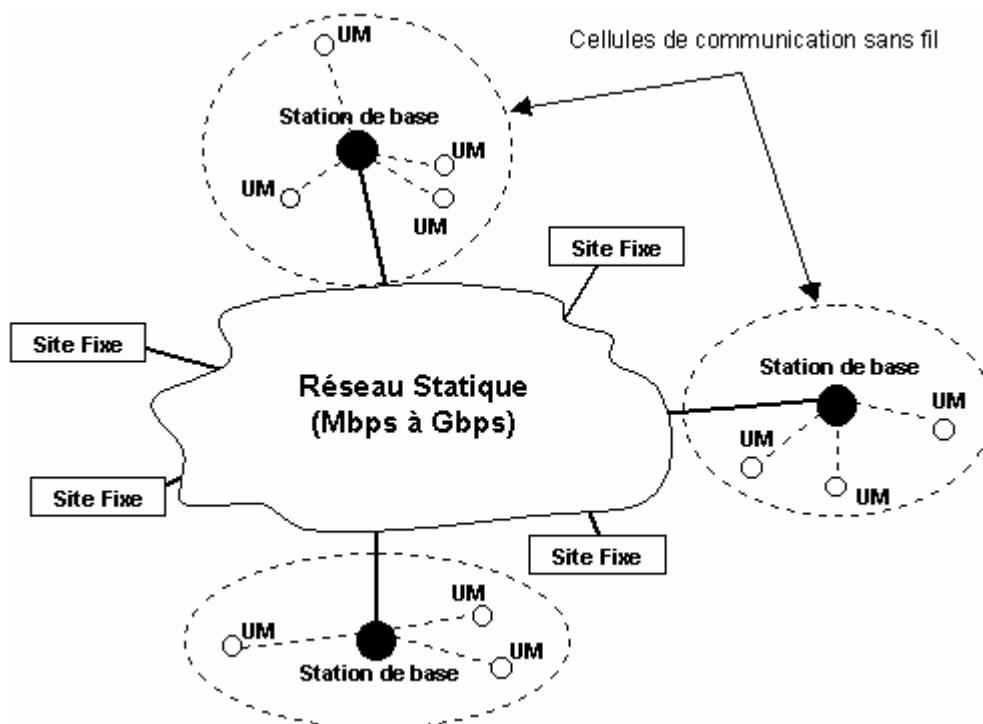 UM
Cellules de communication sans fil
Station de base
UM
UM
UM
Site Fixe
Site Fixe
Réseau Statique
(Mbps à Gbps)
Station de base
UM
UM
UM
Site Fixe
Site Fixe
UM
UM
UM
Station de base